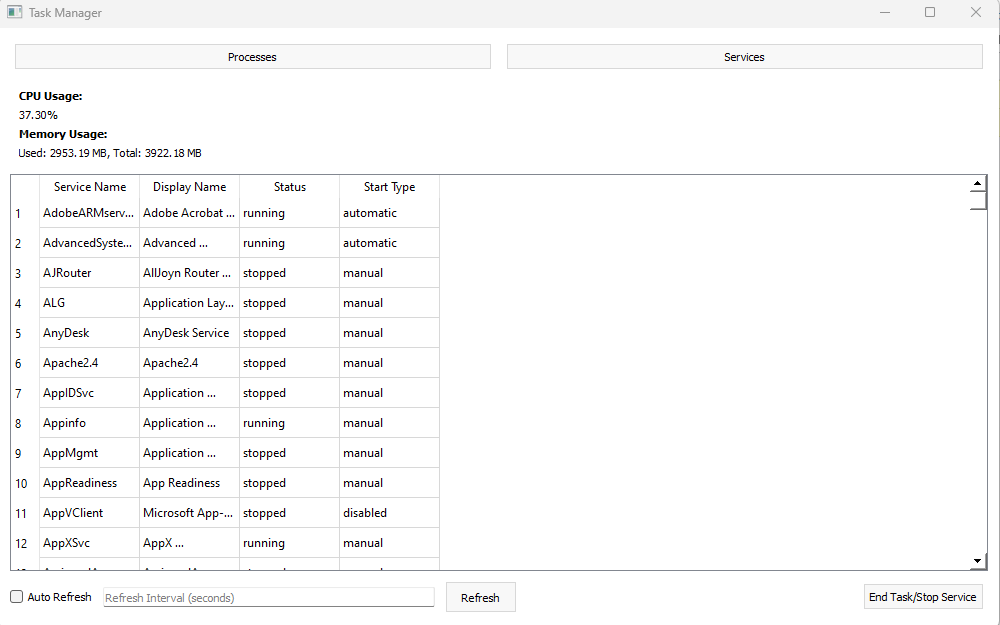 Task Manager
Processes Services
CPU Usage:
37.30%
Memory Usage:
Used: 2953.19 MB, Total: 3922.18 MB
Service Name Display Name Status Start Type
1 AdobeARMserv... Adobe Acrobat ... running automatic
2 AdvancedSyste... Advanced ... running automatic
3 AJRouter AllJoyn Router ... stopped manual
4 ALG Application Lay... stopped manual
5 AnyDesk AnyDesk Service stopped manual
6 Apache2.4 Apache2.4 stopped manual
7 AppIDSvc Application ... stopped manual
8 Appinfo Application ... running manual
9 AppMgmt Application ... stopped manual
10 AppReadiness App Readiness stopped manual
11 AppVClient Microsoft App-... stopped disabled
12 AppXSvc AppX ... running manual
Auto Refresh Refresh Interval (seconds) Refresh End Task/Stop Service